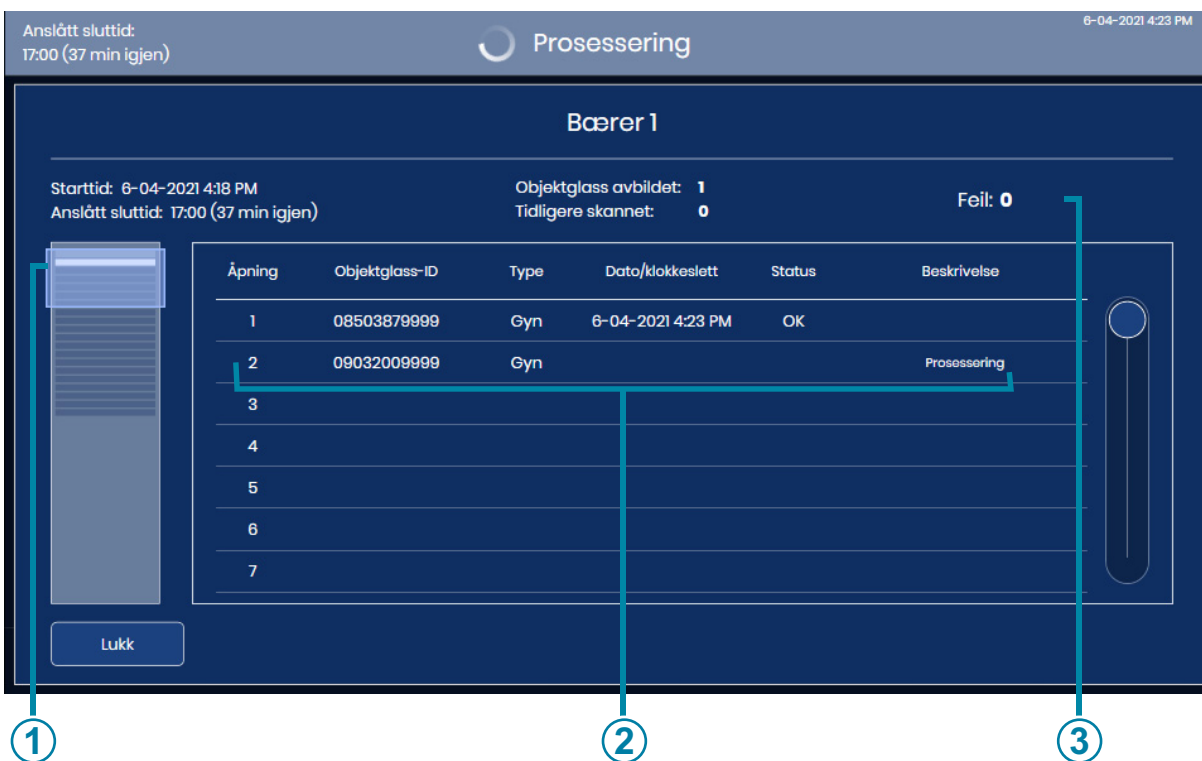 Anslått sluttid:
17:00 (37 min igjen)
Prosessering
6-04-2021 4:23 PM
Bærer 1
Starttid: 6-04-2021 4:18 PM
Anslått sluttid: 17:00 (37 min igjen)
Objektglass avbildet: 1
Tidligere skannet: 0
Feil: 0
Åpning Objektglass-ID Type Dato/klokkeslett Status Beskrivelse
1 08503879999 Gyn 6-04-2021 4:23 PM OK
2 09032009999 Gyn Prosessering
3
4
5
6
7
Lukk
1 2 3